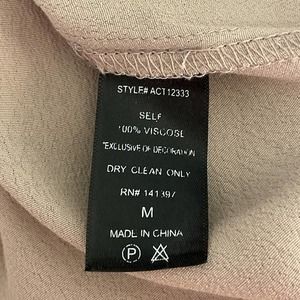 STYLE# ACT12333
SELF
100% VISCOSE
*EXCLUSIVE OF DECORATION
DRY CLEAN ONLY
RN# 141397
M
MADE IN CHINA
P